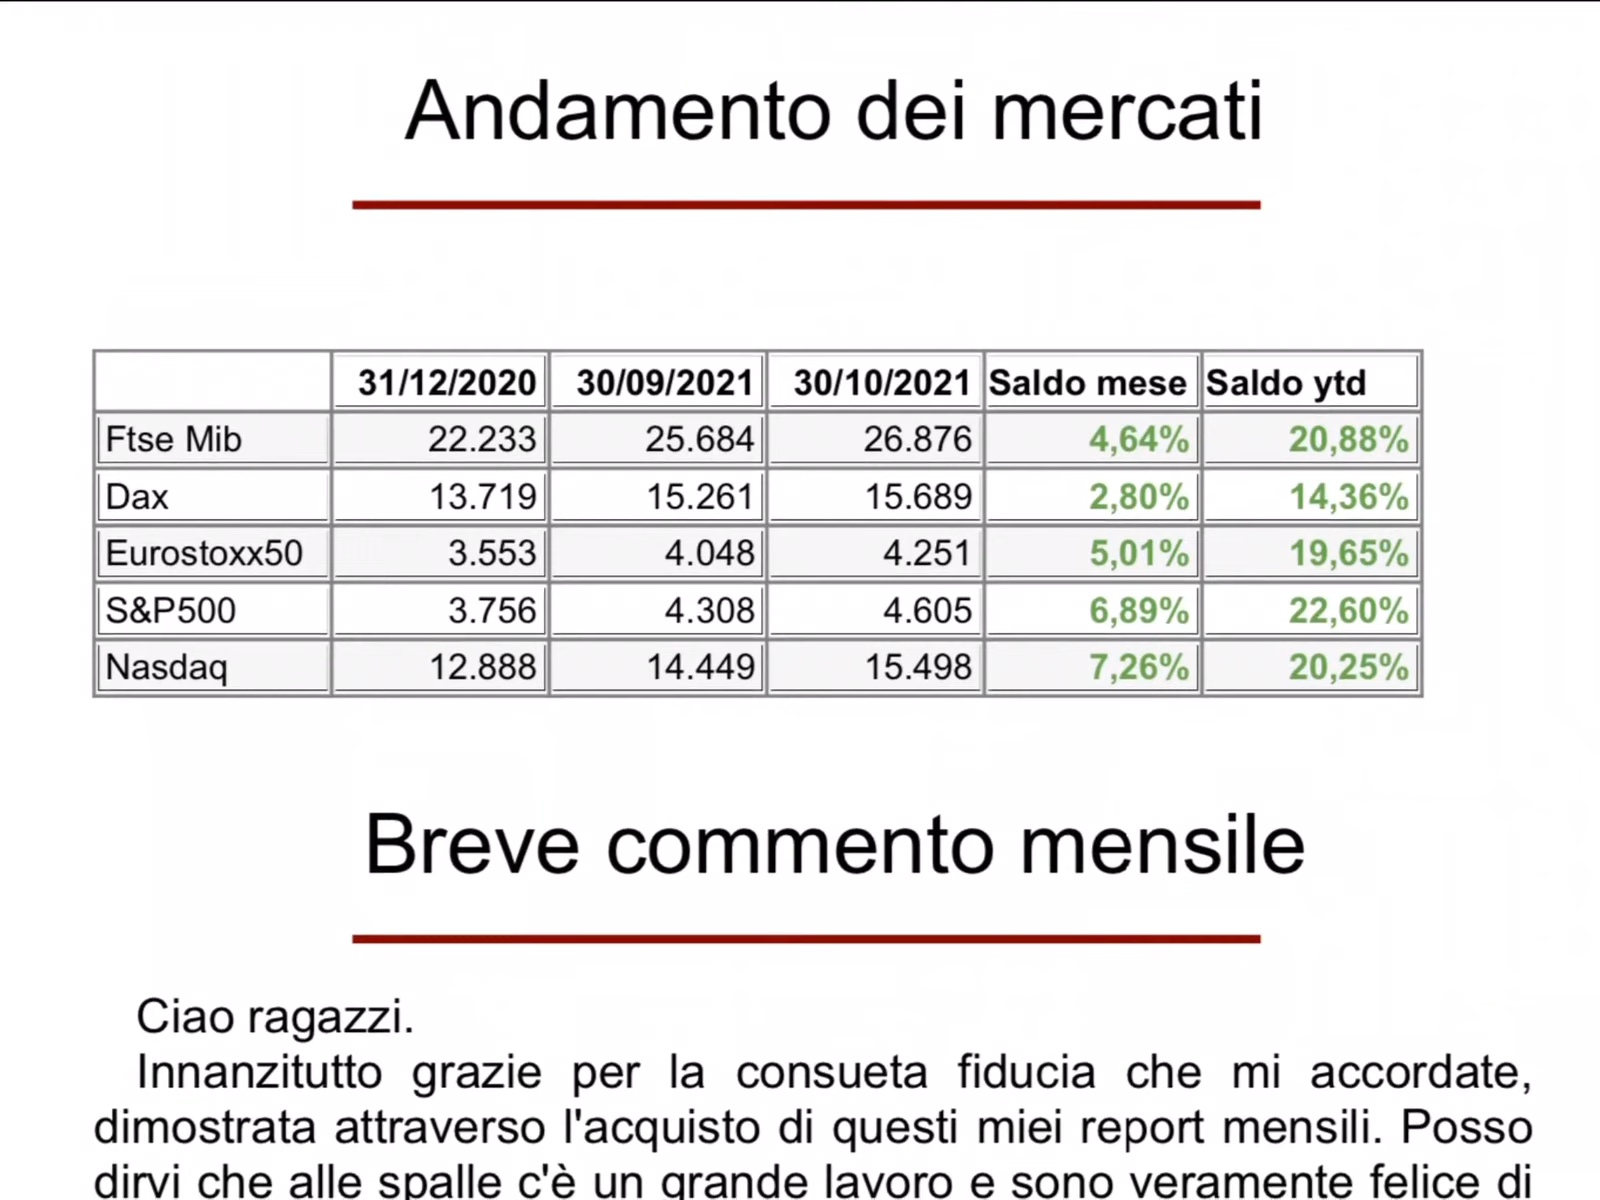 Andamento dei mercati
31/12/2020 30/09/2021 30/10/2021 Saldo mese Saldo ytd
Ftse Mib 22.233 25.684 26.876 4,64% 20,88%
Dax 13.719 15.261 15.689 2,80% 14,36%
Eurostoxx50 3.553 4.048 4.251 5,01% 19,65%
S&P500 3.756 4.308 4.605 6,89% 22,60%
Nasdaq 12.888 14.449 15.498 7,26% 20,25%
Breve commento mensile
Ciao ragazzi.
Innanzitutto grazie per la consueta fiducia che mi accordate,
dimostrata attraverso l'acquisto di questi miei report mensili. Posso
dirvi che alle spalle c'è un grande lavoro e sono veramente felice di